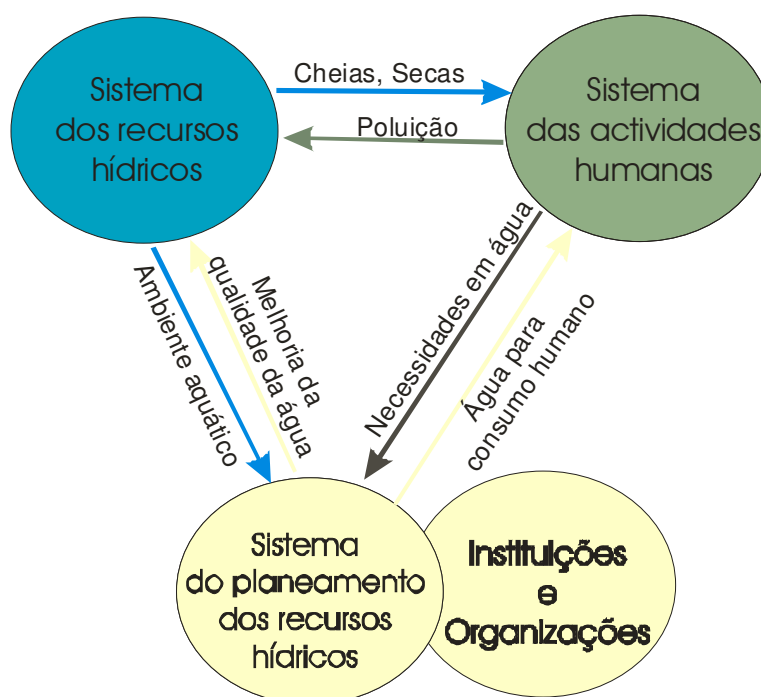 Sistema
dos recursos
hídricos
Cheias, Secas
Poluição
Sistema
das actividades
humanas
Ambiente aquático
Melhoria da
qualidade da água
Necessidades em água
Água para
consumo humano
Sistema
do planeamento
dos recursos
hídricos
Instituições
e
Organizações